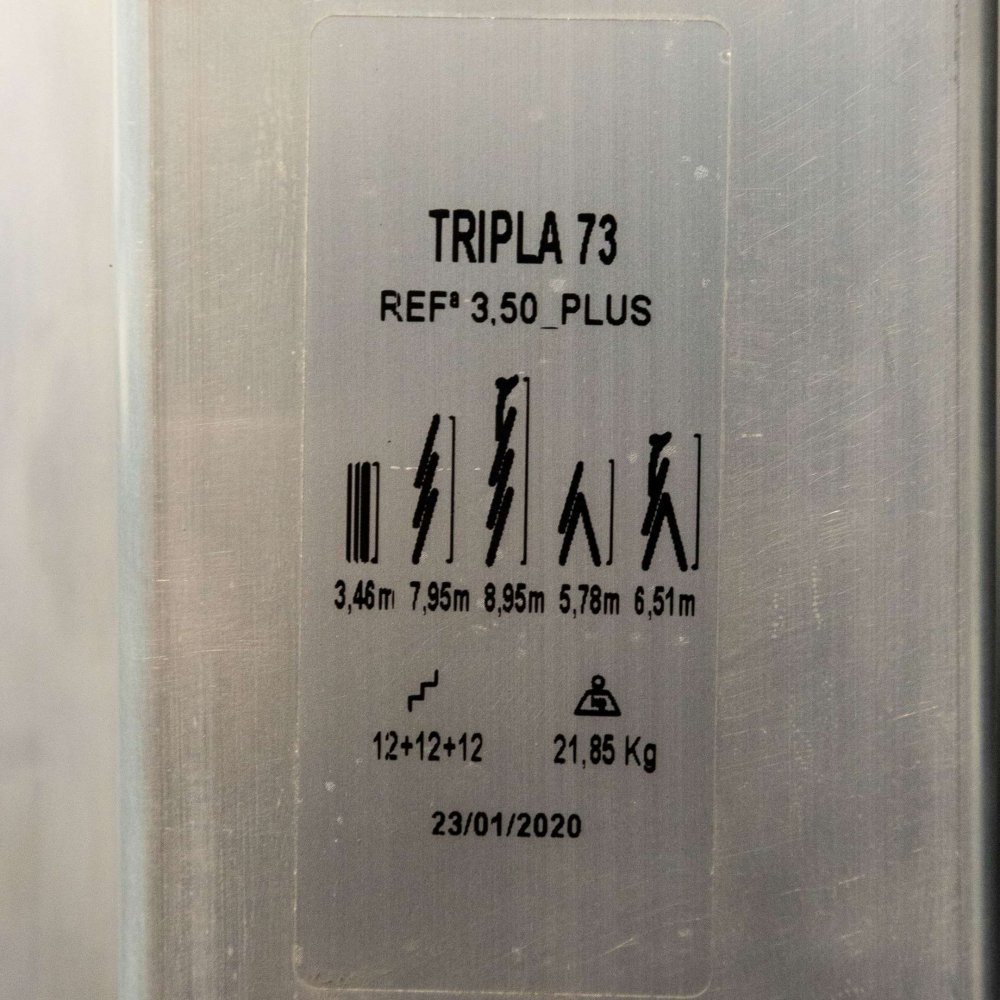 TRIPLA 73
REFª 3,50_PLUS
3,46m 7,95m 8,95m 5,78m 6,51m
12+12+12 21,85 Kg
23/01/2020